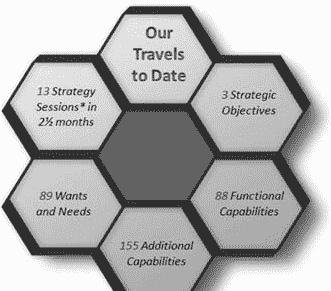 Our
Travels
to Date
3 Strategic
Objectives
88 Functional
Capabilities
155 Additional
Capabilities
89 Wants
and Needs
13 Strategy
Sessions* in
2½ months